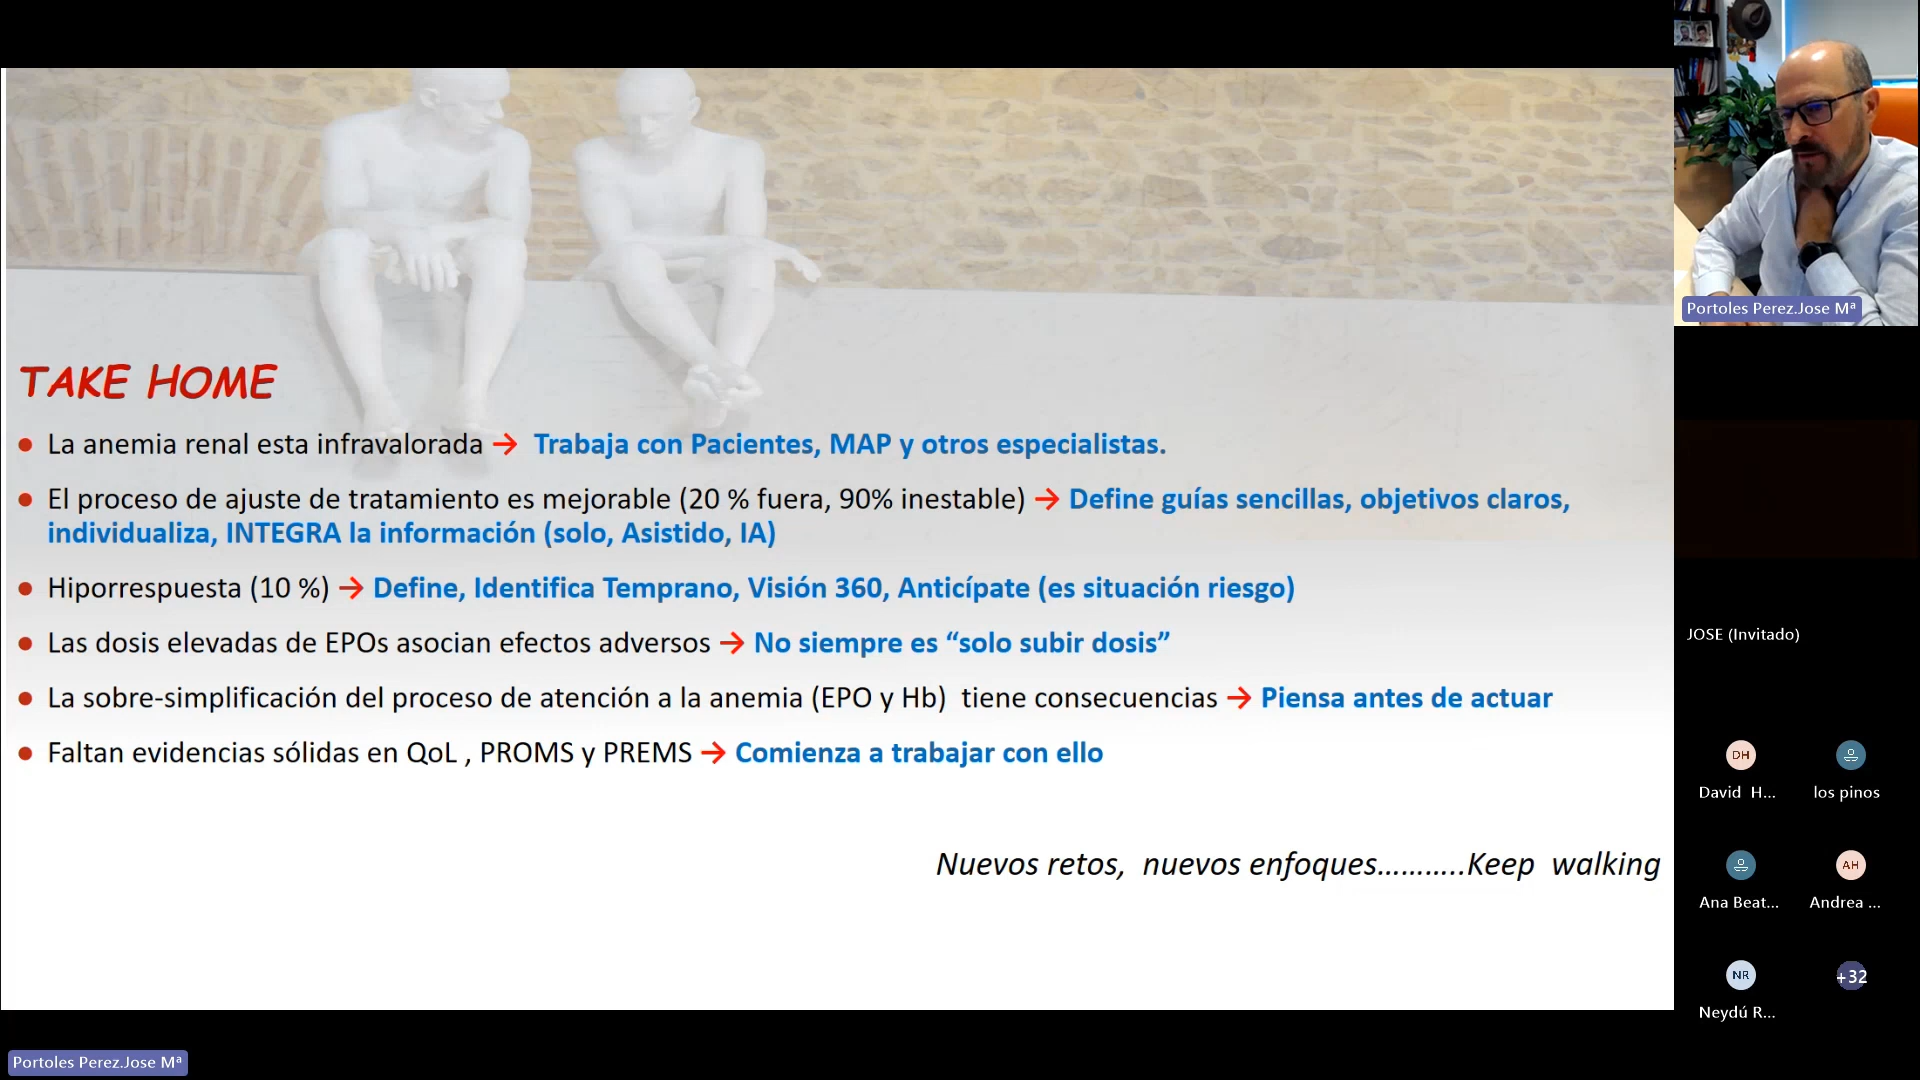 TAKE HOME
● La anemia renal esta infravalorada → Trabaja con Pacientes, MAP y otros especialistas.
● El proceso de ajuste de tratamiento es mejorable (20 % fuera, 90% inestable) → Define guías sencillas, objetivos claros,
individualiza, INTEGRA la información (solo, Asistido, IA)
● Hiporrespuesta (10 %) → Define, Identifica Temprano, Visión 360, Anticípate (es situación riesgo)
● Las dosis elevadas de EPOs asocian efectos adversos → No siempre es “solo subir dosis”
● La sobre-simplificación del proceso de atención a la anemia (EPO y Hb) tiene consecuencias → Piensa antes de actuar
● Faltan evidencias sólidas en QoL , PROMS y PREMS → Comienza a trabajar con ello
Nuevos retos, nuevos enfoques………..Keep walking
Portoles Perez.Jose Mª
Portoles Perez.Jose Mª
JOSE (Invitado)
DH
David H...
los pinos
Ana Beat...
AH
Andrea ...
NR
Neydú R...
+32